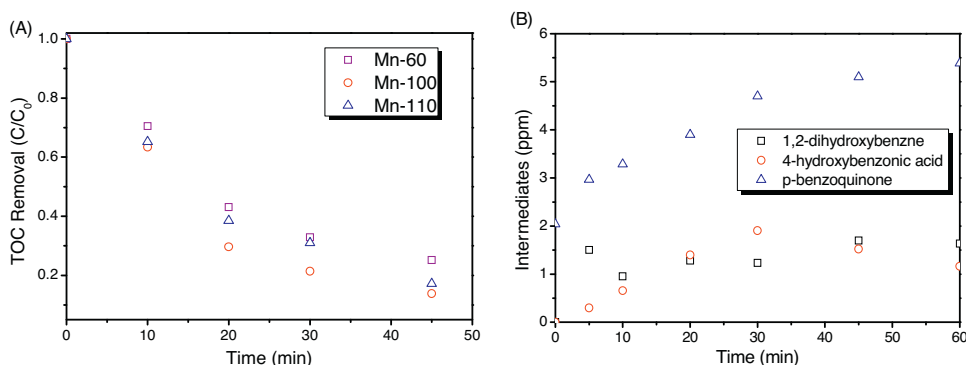 (A)
1.0
0.8
0.6
0.4
0.2
TOC Removal (C/C0)
Mn-60
Mn-100
Mn-110
0 10 20 30 40 50
Time (min)
(B)
6
5
4
3
2
1
0
Intermediates (ppm)
1,2-dihydroxybenzne
4-hydroxybenzonic acid
p-benzoquinone
0 10 20 30 40 50 60
Time (min)